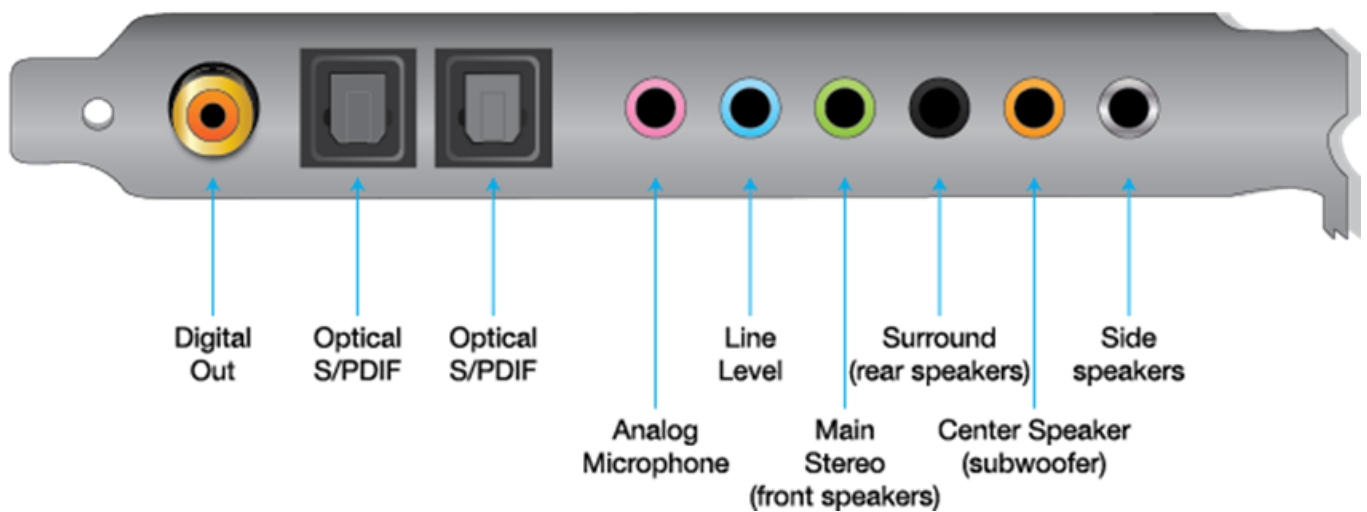 Digital
Out
Optical
S/PDIF
Optical
S/PDIF
Analog
Microphone
Line
Level
Main
Stereo
(front speakers)
Surround
(rear speakers)
Center Speaker
(subwoofer)
Side
speakers